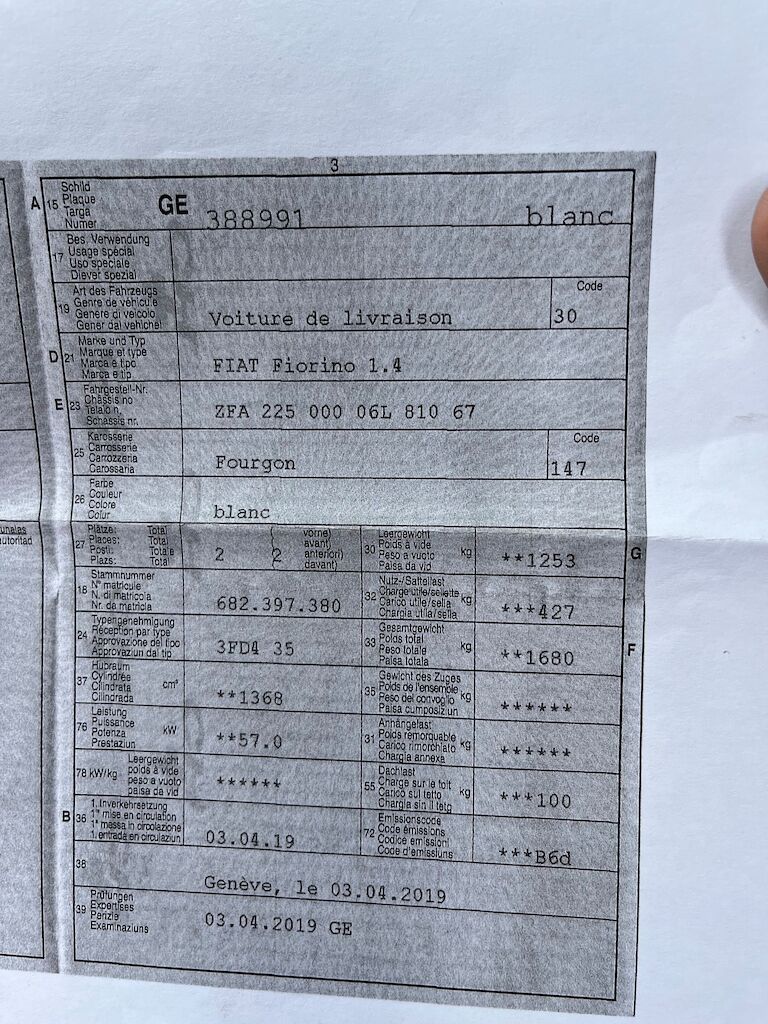 3
A 15 Schild
Plaque
Targa
Numer
GE 388991 blanc
17 Bes. Verwendung
Usage spécial
Uso speciale
Diever spezial
19 Art des Fahrzeugs
Genre de véhicule
Genere di veicolo
Gener dal vehichel
Voiture de livraison
Code
30
D 21 Marke und Typ
Marque et type
Marca e tipo
Marca e tip
FIAT Fiorino 1.4
E 23 Fahrgestell-Nr.
Châssis no
Telaio n.
Schassis nr.
ZFA 225 000 06L 810 67
25 Karosserie
Carrosserie
Carrozzeria
Carossaria
Fourgon
Code
147
26 Farbe
Couleur
Colore
Colur
blanc
unales
autoritad
27 Plätze: Total
Places: Total
Posti: Totale
Plazs: Total
2 2
vorne)
avant)
anteriori)
davant)
30 Leergewicht
Poids à vide
Peso a vuoto
Paisa da vid
kg
**1253
G
18 Stammnummer
N° matricule
N. di matricola
Nr. da matricla
682.397.380
32 Nutz-/Sattellast
Charge utile/sellette
Carico utile/sella
Chargia utila/sella
kg
***427
24 Typengenehmigung
Réception par type
Approvazione del tipo
Approvaziun dal tip
3FD4 35
33 Gesamtgewicht
Poids total
Peso totale
Paisa totala
kg
**1680
F
37 Hubraum
Cylindrée
Cilindrata
Cilindrada
cm³
**1368
35 Gewicht des Zuges
Poids de l'ensemble
Peso del convoglio
Paisa cumposiziun
kg
******
76 Leistung
Puissance
Potenza
Prestaziun
kW
**57.0
31 Anhängelast
Poids remorquable
Carico rimorchiato
Chargia annexa
kg
******
78 kW/kg Leergewicht
poids à vide
peso a vuoto
paisa da vid
******
55 Dachlast
Charge sur le toit
Carico sul tetto
Chargia sin il tetg
kg
***100
B 36 1. Inverkehrsetzung
1re mise en circulation
1a messa in circolazione
1. entrada en circulaziun
03.04.19
72 Emissionscode
Code émissions
Codice emissioni
Code d'emissiuns
***B6d
38
Genève, le 03.04.2019
39 Prüfungen
Expertises
Perizie
Examinaziuns
03.04.2019 GE